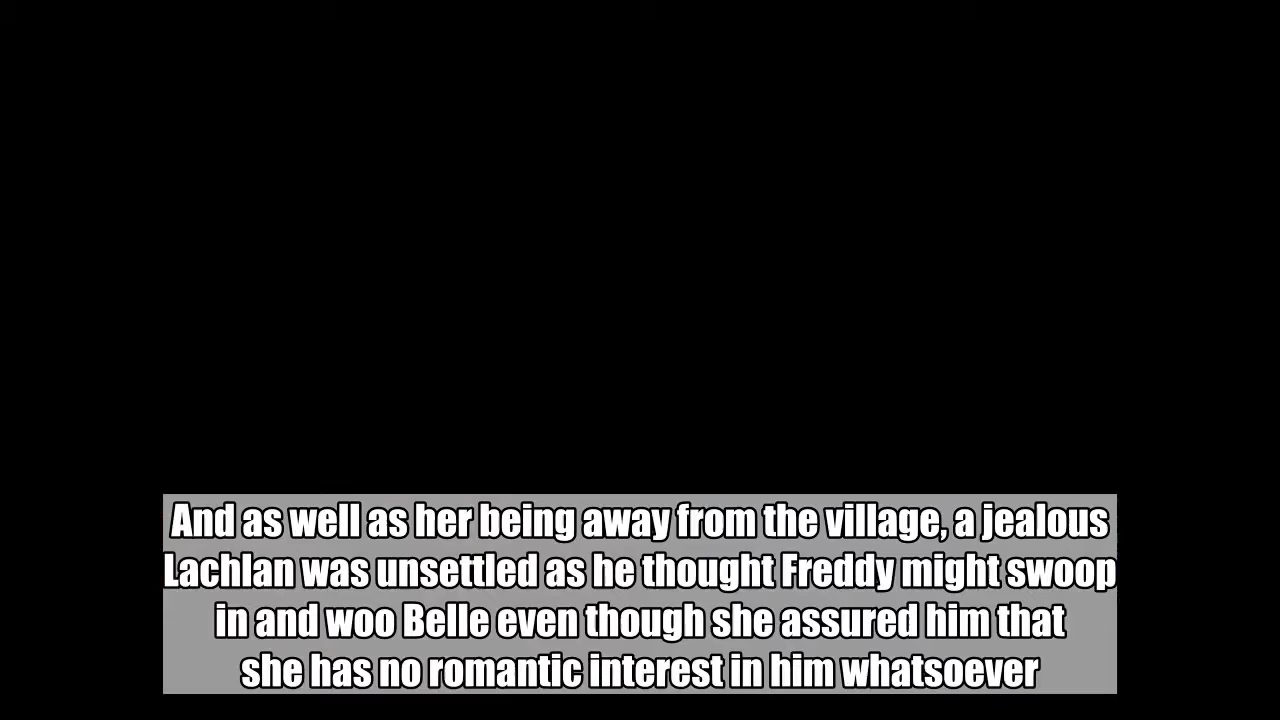 And as well as her being away from the village, a jealous
Lachlan was unsettled as he thought Freddy might swoop
in and woo Belle even though she assured him that
she has no romantic interest in him whatsoever